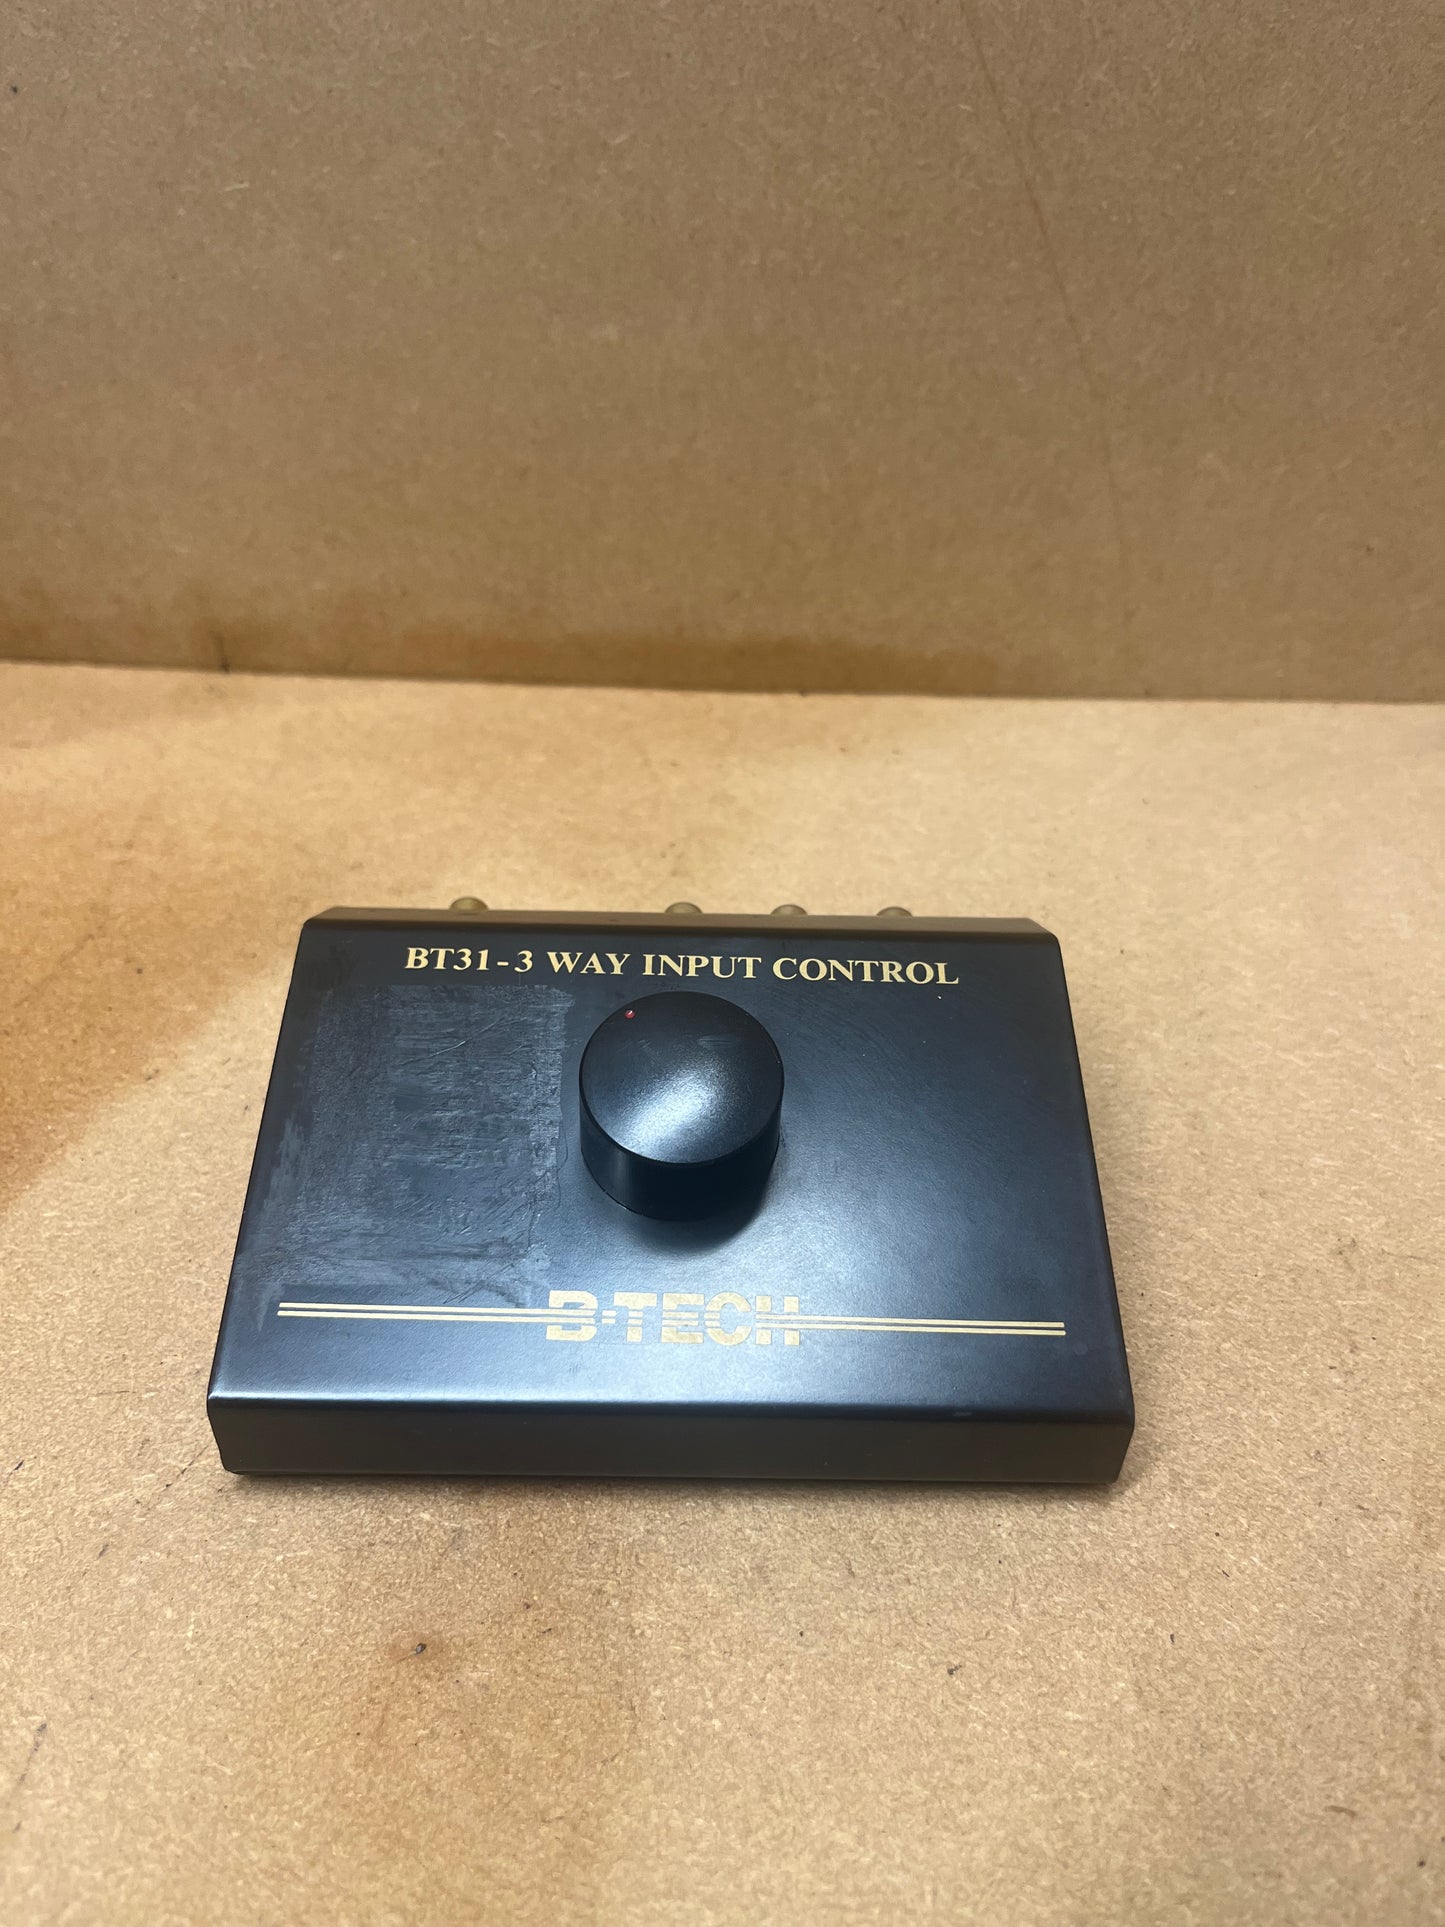 BT31-3 WAY INPUT CONTROL
B-TECH